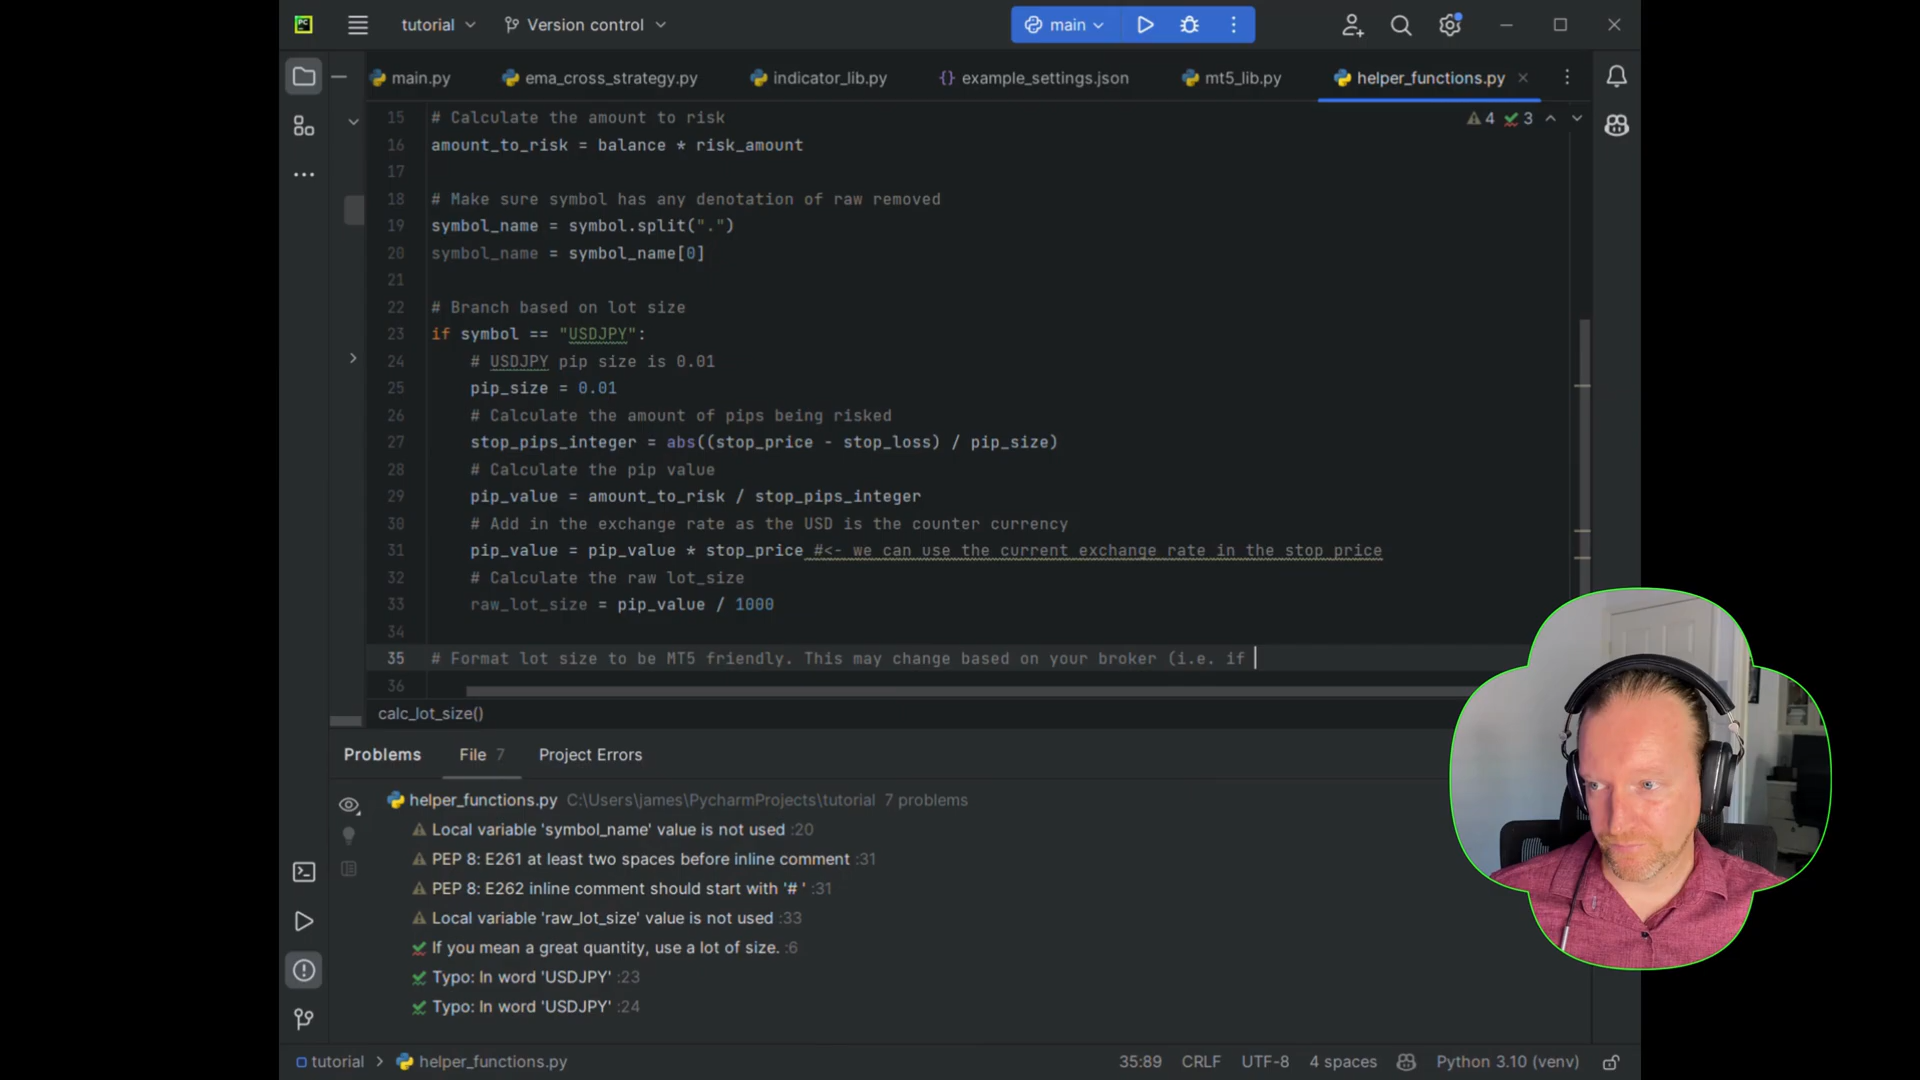 PC
tutorial
Version control
main
main.py
ema_cross_strategy.py
indicator_lib.py
{} example_settings.json
mt5_lib.py
helper_functions.py
4 3
15 # Calculate the amount to risk
16 amount_to_risk = balance * risk_amount
17
18 # Make sure symbol has any denotation of raw removed
19 symbol_name = symbol.split(".")
20 symbol_name = symbol_name[0]
21
22 # Branch based on lot size
23 if symbol == "USDJPY":
24 # USDJPY pip size is 0.01
25 pip_size = 0.01
26 # Calculate the amount of pips being risked
27 stop_pips_integer = abs((stop_price - stop_loss) / pip_size)
28 # Calculate the pip value
29 pip_value = amount_to_risk / stop_pips_integer
30 # Add in the exchange rate as the USD is the counter currency
31 pip_value = pip_value * stop_price #<- we can use the current exchange rate in the stop price
32 # Calculate the raw lot_size
33 raw_lot_size = pip_value / 1000
34
35 # Format lot size to be MT5 friendly. This may change based on your broker (i.e. if
36
calc_lot_size()
Problems File 7 Project Errors
helper_functions.py C:\Users\james\PycharmProjects\tutorial 7 problems
Local variable 'symbol_name' value is not used :20
PEP 8: E261 at least two spaces before inline comment :31
PEP 8: E262 inline comment should start with '# ' :31
Local variable 'raw_lot_size' value is not used :33
If you mean a great quantity, use a lot of size. :6
Typo: In word 'USDJPY' :23
Typo: In word 'USDJPY' :24
tutorial > helper_functions.py
35:89 CRLF UTF-8 4 spaces Python 3.10 (venv)